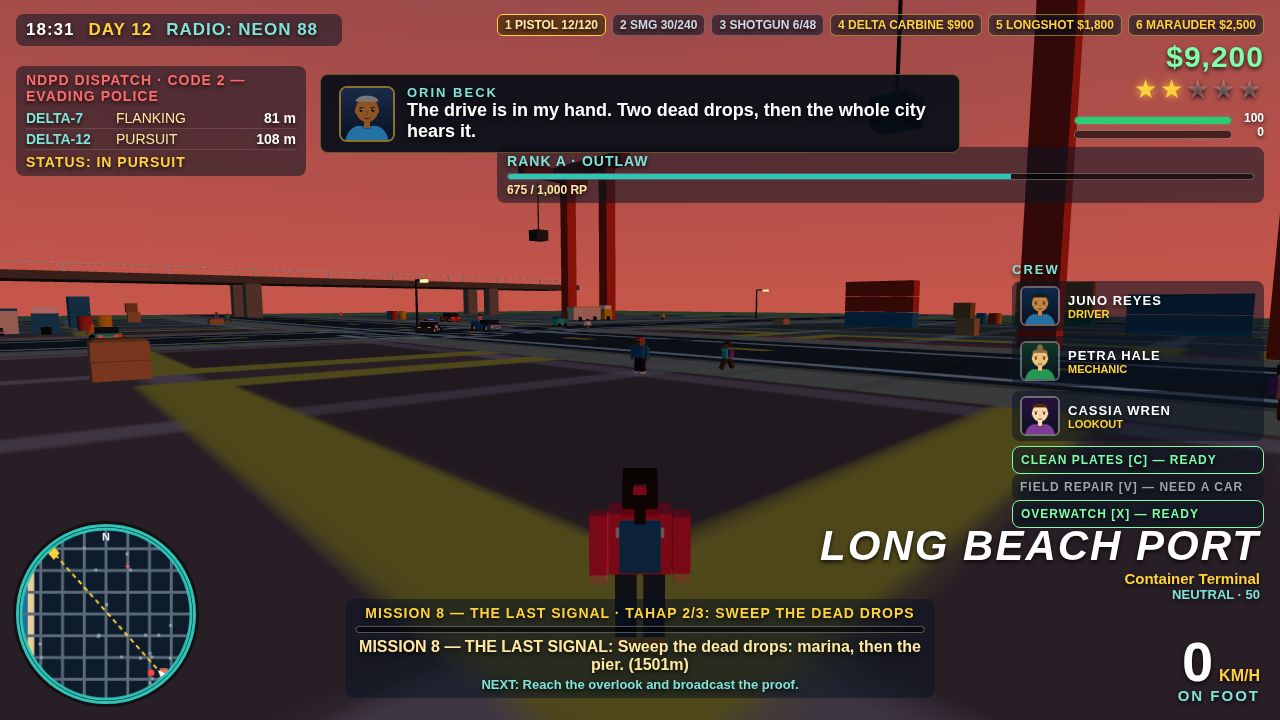 18:31 DAY 12 RADIO: NEON 88
1 PISTOL 12/120 2 SMG 30/240 3 SHOTGUN 6/48 4 DELTA CARBINE $900 5 LONGSHOT $1,800 6 MARAUDER $2,500
$9,200
100
0
NDPD DISPATCH · CODE 2 —
EVADING POLICE
DELTA-7 FLANKING 81 m
DELTA-12 PURSUIT 108 m
STATUS: IN PURSUIT
ORIN BECK
The drive is in my hand. Two dead drops, then the whole city
hears it.
RANK A · OUTLAW
675 / 1,000 RP
CREW
JUNO REYES
DRIVER
PETRA HALE
MECHANIC
CASSIA WREN
LOOKOUT
CLEAN PLATES [C] — READY
FIELD REPAIR [V] — NEED A CAR
OVERWATCH [X] — READY
LONG BEACH PORT
Container Terminal
NEUTRAL · 50
N
MISSION 8 — THE LAST SIGNAL · TAHAP 2/3: SWEEP THE DEAD DROPS
MISSION 8 — THE LAST SIGNAL: Sweep the dead drops: marina, then the
pier. (1501m)
NEXT: Reach the overlook and broadcast the proof.
0 KM/H
ON FOOT